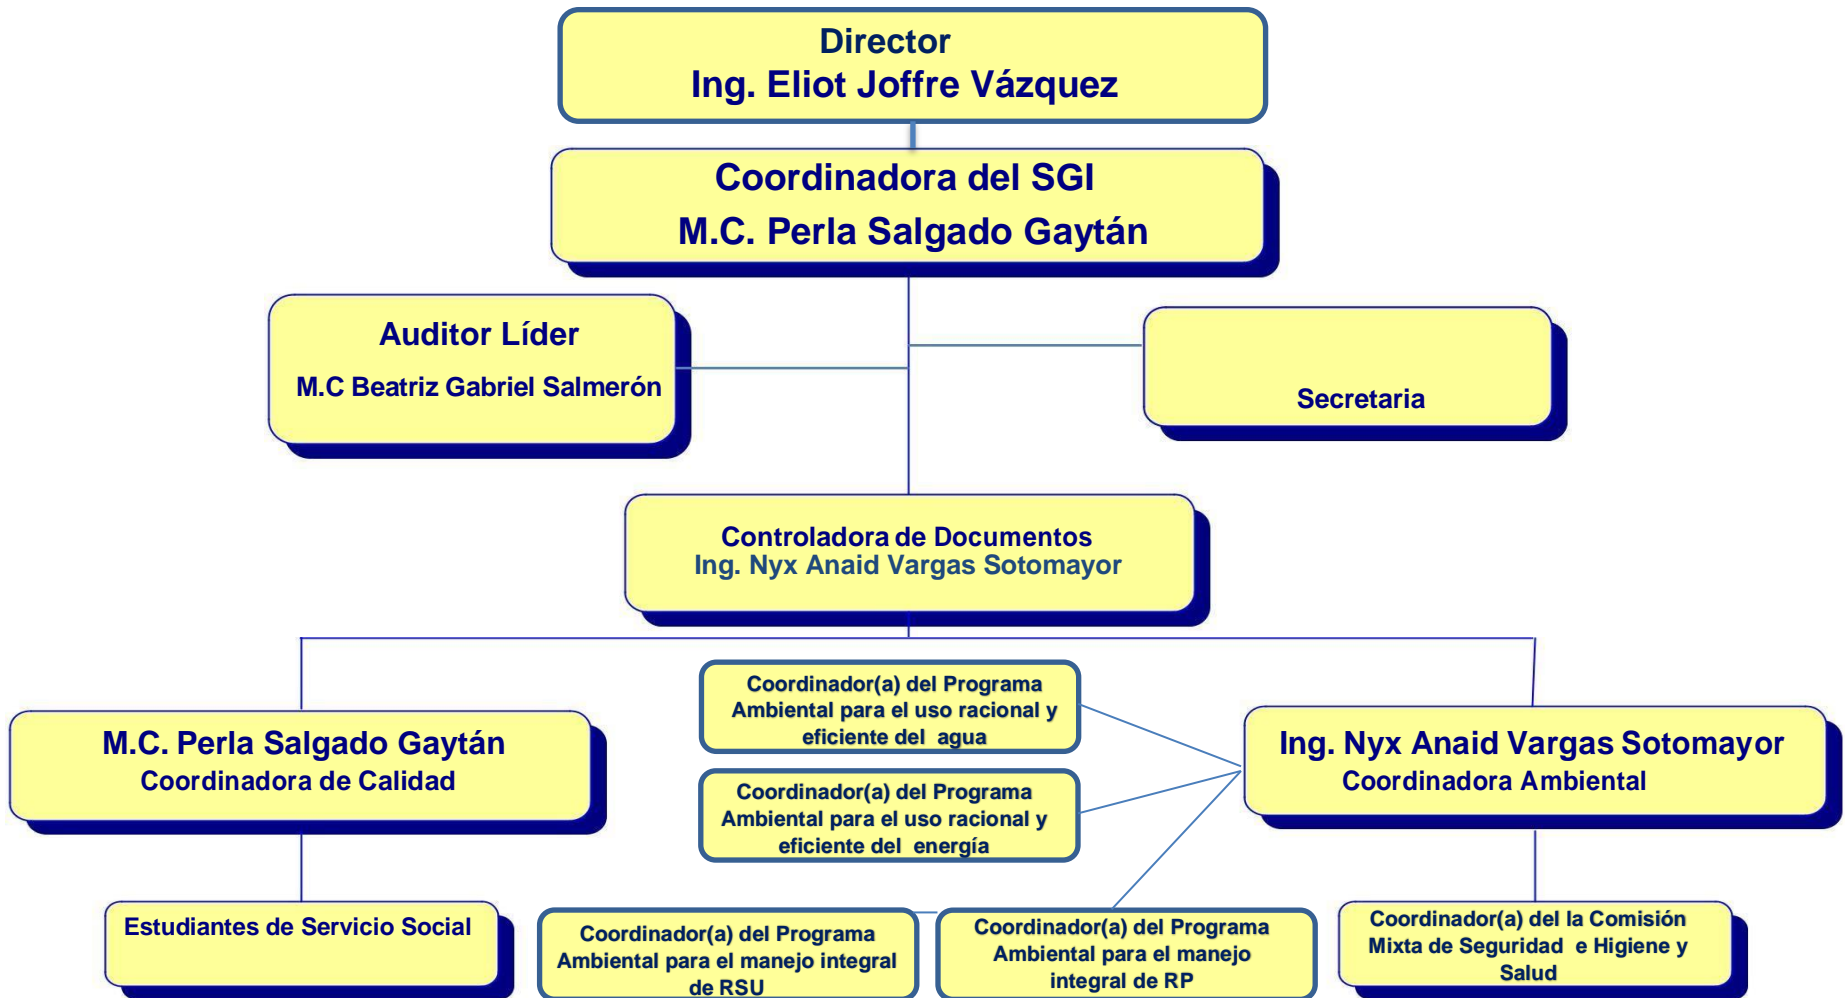 Director
Ing. Eliot Joffre Vázquez
Coordinadora del SGI
M.C. Perla Salgado Gaytán
Auditor Líder
M.C Beatriz Gabriel Salmerón
Secretaria
Controladora de Documentos
Ing. Nyx Anaid Vargas Sotomayor
M.C. Perla Salgado Gaytán
Coordinadora de Calidad
Coordinador(a) del Programa
Ambiental para el uso racional y
eficiente del agua
Coordinador(a) del Programa
Ambiental para el uso racional y
eficiente del energía
Ing. Nyx Anaid Vargas Sotomayor
Coordinadora Ambiental
Estudiantes de Servicio Social
Coordinador(a) del Programa
Ambiental para el manejo integral
de RSU
Coordinador(a) del Programa
Ambiental para el manejo
integral de RP
Coordinador(a) del la Comisión
Mixta de Seguridad e Higiene y
Salud